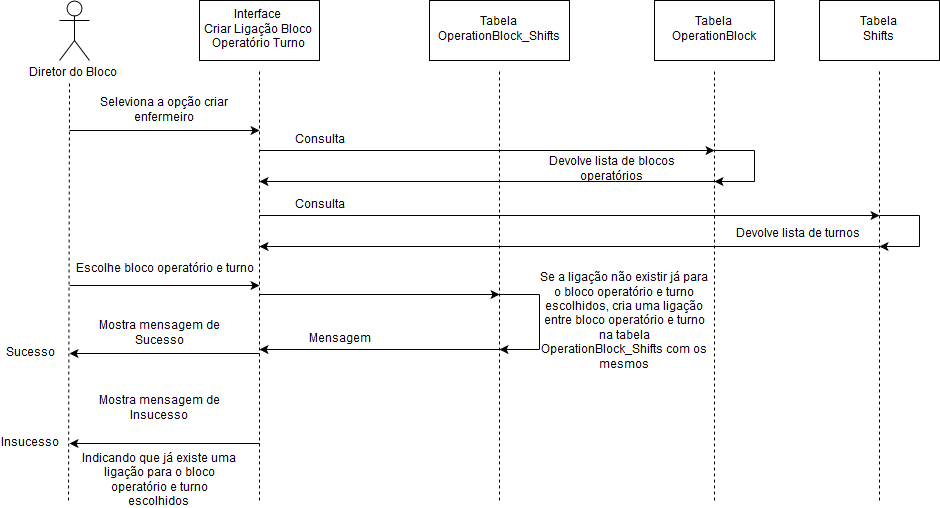 Interface
Criar Ligação Bloco
Operatório Turno
Tabela
OperationBlock_Shifts
Tabela
OperationBlock
Tabela
Shifts
Diretor do Bloco
Seleviona a opção criar
enfermeiro
Consulta
Devolve lista de blocos
operatórios
Consulta
Devolve lista de turnos
Escolhe bloco operatório e turno
Se a ligação não existir já para
o bloco operatório e turno
escolhidos, cria uma ligação
entre bloco operatório e turno
na tabela
OperationBlock_Shifts com os
mesmos
Mostra mensagem de
Sucesso
Mensagem
Sucesso
Mostra mensagem de
Insucesso
Insucesso
Indicando que já existe uma
ligação para o bloco
operatório e turno
escolhidos